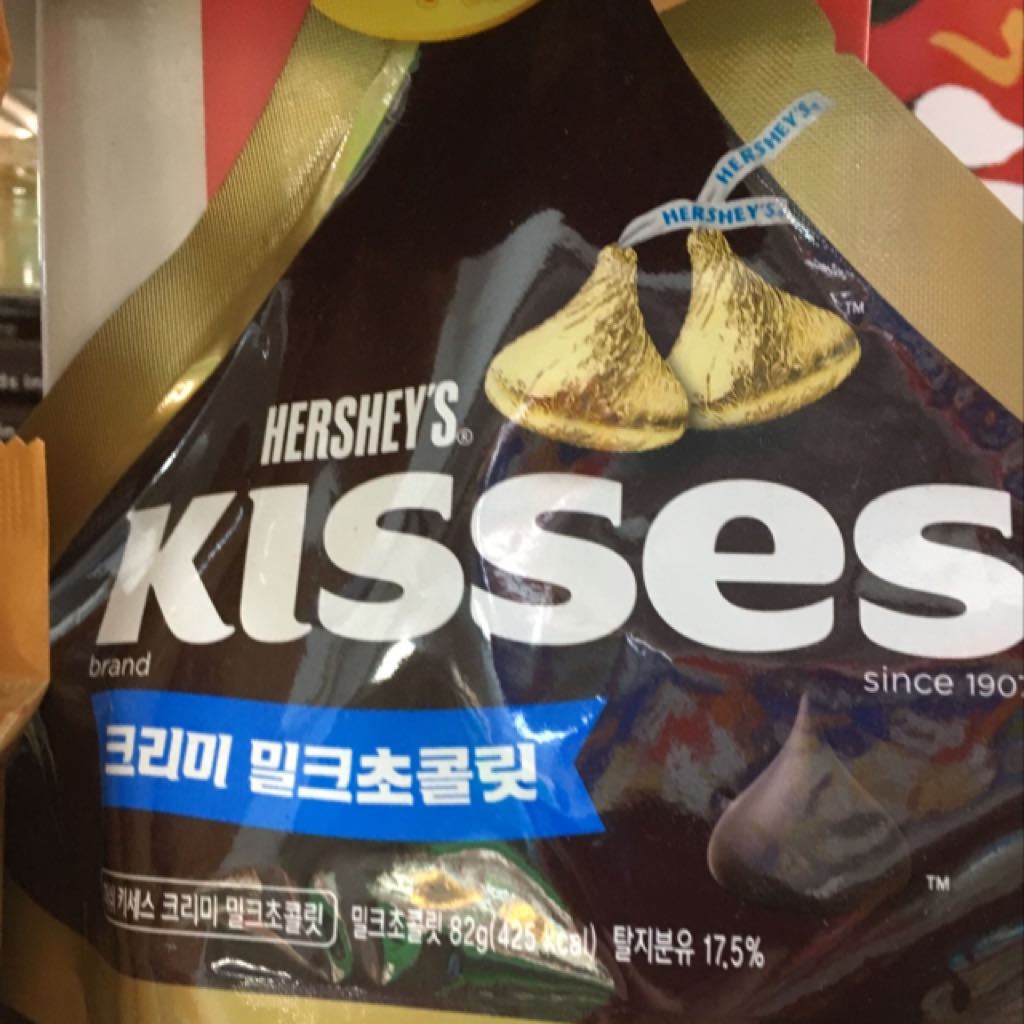 HERSHEY'S
HERSHEY'S
TM
HERSHEY'S®
KISSES
brand
since 1907
크리미 밀크초콜릿
TM
키세스 크리미 밀크초콜릿 밀크초콜릿 82g(425 kcal) 탈지분유 17.5%